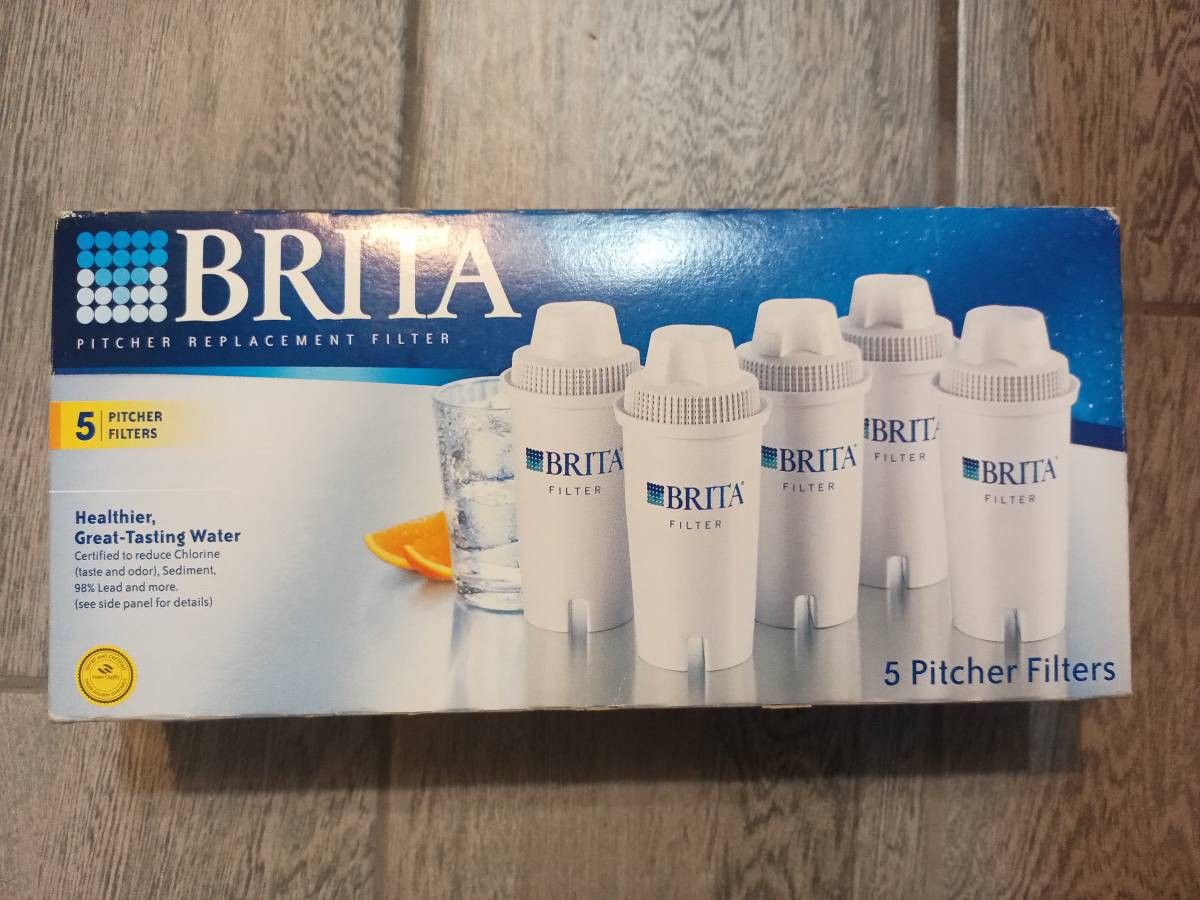 BRITA
PITCHER REPLACEMENT FILTER
5 PITCHER
FILTERS
Healthier,
Great-Tasting Water
Certified to reduce Chlorine
(taste and odor), Sediment,
98% Lead and more.
(see side panel for details)
BRITA
FILTER
BRITA®
FILTER
BRITA
FILTER
BRITA
FILTER
BRITA
FILTER
Water Quality
5 Pitcher Filters